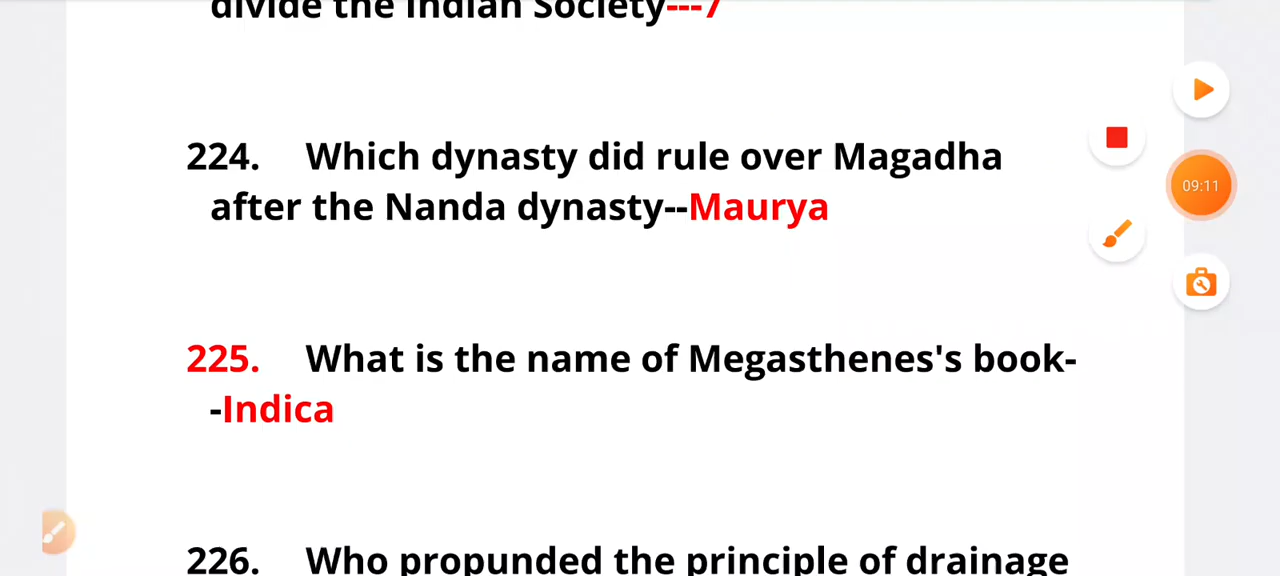 divide the Indian Society---7
224. Which dynasty did rule over Magadha
after the Nanda dynasty--Maurya
225. What is the name of Megasthenes's book-
-Indica
226. Who propunded the principle of drainage
09:11